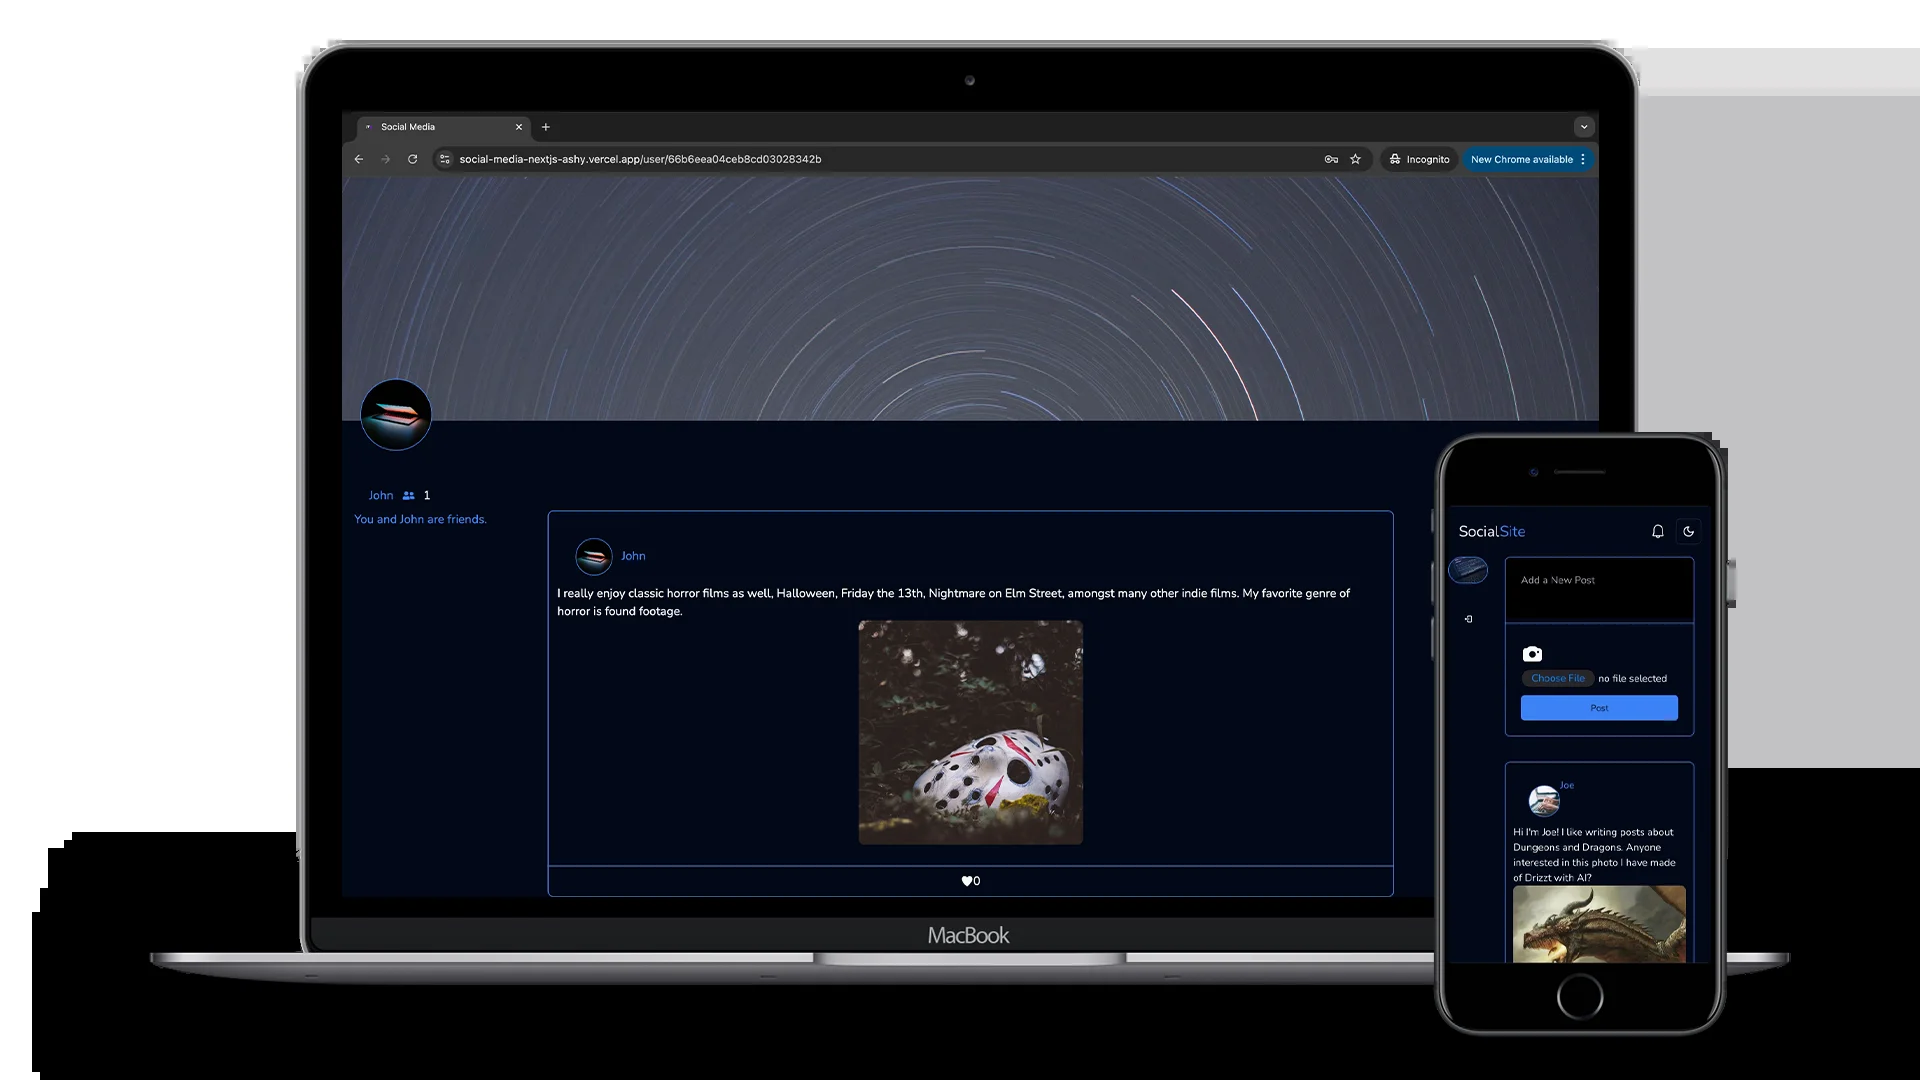 Social Media
social-media-nextjs-ashy.vercel.app/user/66b6eea04ceb8cd03028342b
Incognito
New Chrome available
John 1
You and John are friends.
John
I really enjoy classic horror films as well, Halloween, Friday the 13th, Nightmare on Elm Street, amongst many other indie films. My favorite genre of
horror is found footage.
0
MacBook
SocialSite
Add a New Post
Choose File no file selected
Post
Joe
Hi I'm Joe! I like writing posts about
Dungeons and Dragons. Anyone
interested in this photo I have made
of Drizzt with AI?